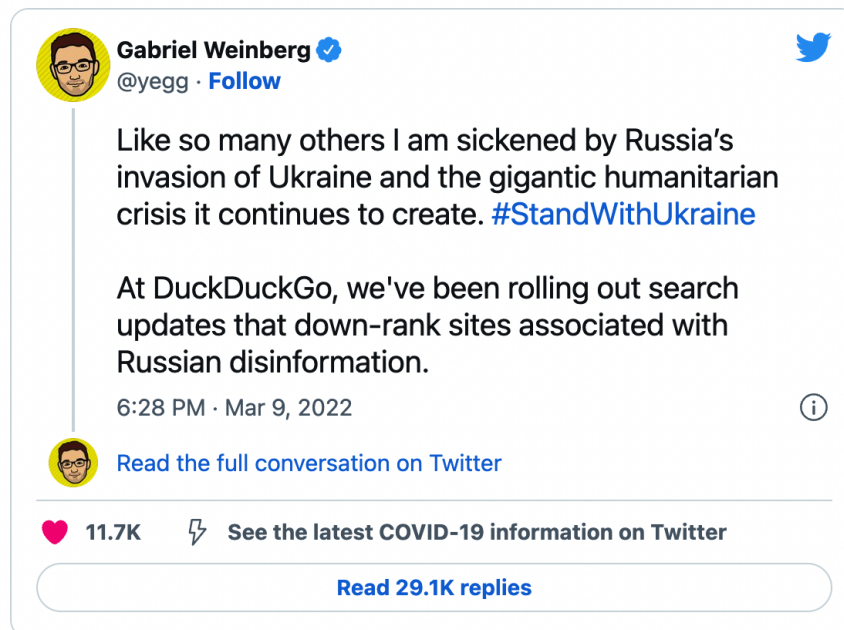 Gabriel Weinberg
@yegg · Follow
Like so many others I am sickened by Russia’s
invasion of Ukraine and the gigantic humanitarian
crisis it continues to create. #StandWithUkraine
At DuckDuckGo, we've been rolling out search
updates that down-rank sites associated with
Russian disinformation.
6:28 PM · Mar 9, 2022
Read the full conversation on Twitter
11.7K
See the latest COVID-19 information on Twitter
Read 29.1K replies